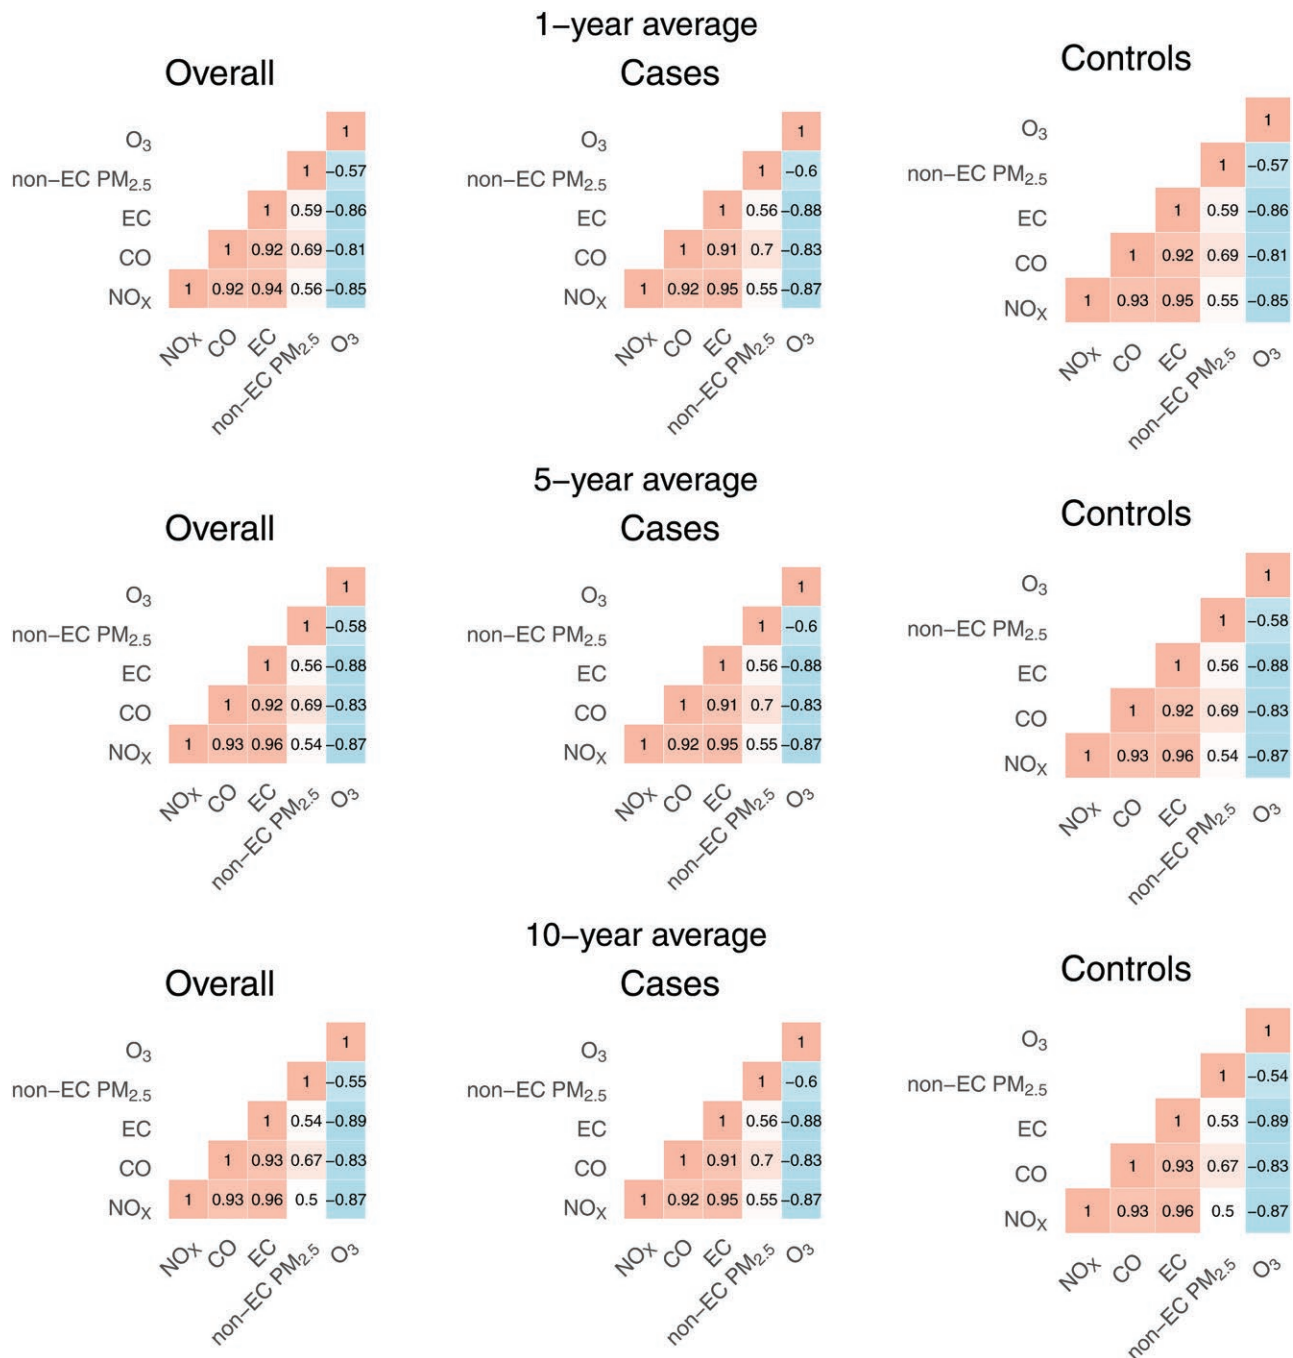 1–year average
Overall Cases Controls
O₃ 1 O₃ 1 O₃ 1
non–EC PM₂.₅ 1 –0.57 non–EC PM₂.₅ 1 –0.6 non–EC PM₂.₅ 1 –0.57
EC 1 0.59 –0.86 EC 1 0.56 –0.88 EC 1 0.59 –0.86
CO 1 0.92 0.69 –0.81 CO 1 0.91 0.7 –0.83 CO 1 0.92 0.69 –0.81
NOₓ 1 0.92 0.94 0.56 –0.85 NOₓ 1 0.92 0.95 0.55 –0.87 NOₓ 1 0.93 0.95 0.55 –0.85
NOₓ CO EC non–EC PM₂.₅ O₃ NOₓ CO EC non–EC PM₂.₅ O₃ NOₓ CO EC non–EC PM₂.₅ O₃
5–year average
Overall Cases Controls
O₃ 1 O₃ 1 O₃ 1
non–EC PM₂.₅ 1 –0.58 non–EC PM₂.₅ 1 –0.6 non–EC PM₂.₅ 1 –0.58
EC 1 0.56 –0.88 EC 1 0.56 –0.88 EC 1 0.56 –0.88
CO 1 0.92 0.69 –0.83 CO 1 0.91 0.7 –0.83 CO 1 0.92 0.69 –0.83
NOₓ 1 0.93 0.96 0.54 –0.87 NOₓ 1 0.92 0.95 0.55 –0.87 NOₓ 1 0.93 0.96 0.54 –0.87
NOₓ CO EC non–EC PM₂.₅ O₃ NOₓ CO EC non–EC PM₂.₅ O₃ NOₓ CO EC non–EC PM₂.₅ O₃
10–year average
Overall Cases Controls
O₃ 1 O₃ 1 O₃ 1
non–EC PM₂.₅ 1 –0.55 non–EC PM₂.₅ 1 –0.6 non–EC PM₂.₅ 1 –0.54
EC 1 0.54 –0.89 EC 1 0.56 –0.88 EC 1 0.53 –0.89
CO 1 0.93 0.67 –0.83 CO 1 0.91 0.7 –0.83 CO 1 0.93 0.67 –0.83
NOₓ 1 0.93 0.96 0.5 –0.87 NOₓ 1 0.92 0.95 0.55 –0.87 NOₓ 1 0.93 0.96 0.5 –0.87
NOₓ CO EC non–EC PM₂.₅ O₃ NOₓ CO EC non–EC PM₂.₅ O₃ NOₓ CO EC non–EC PM₂.₅ O₃